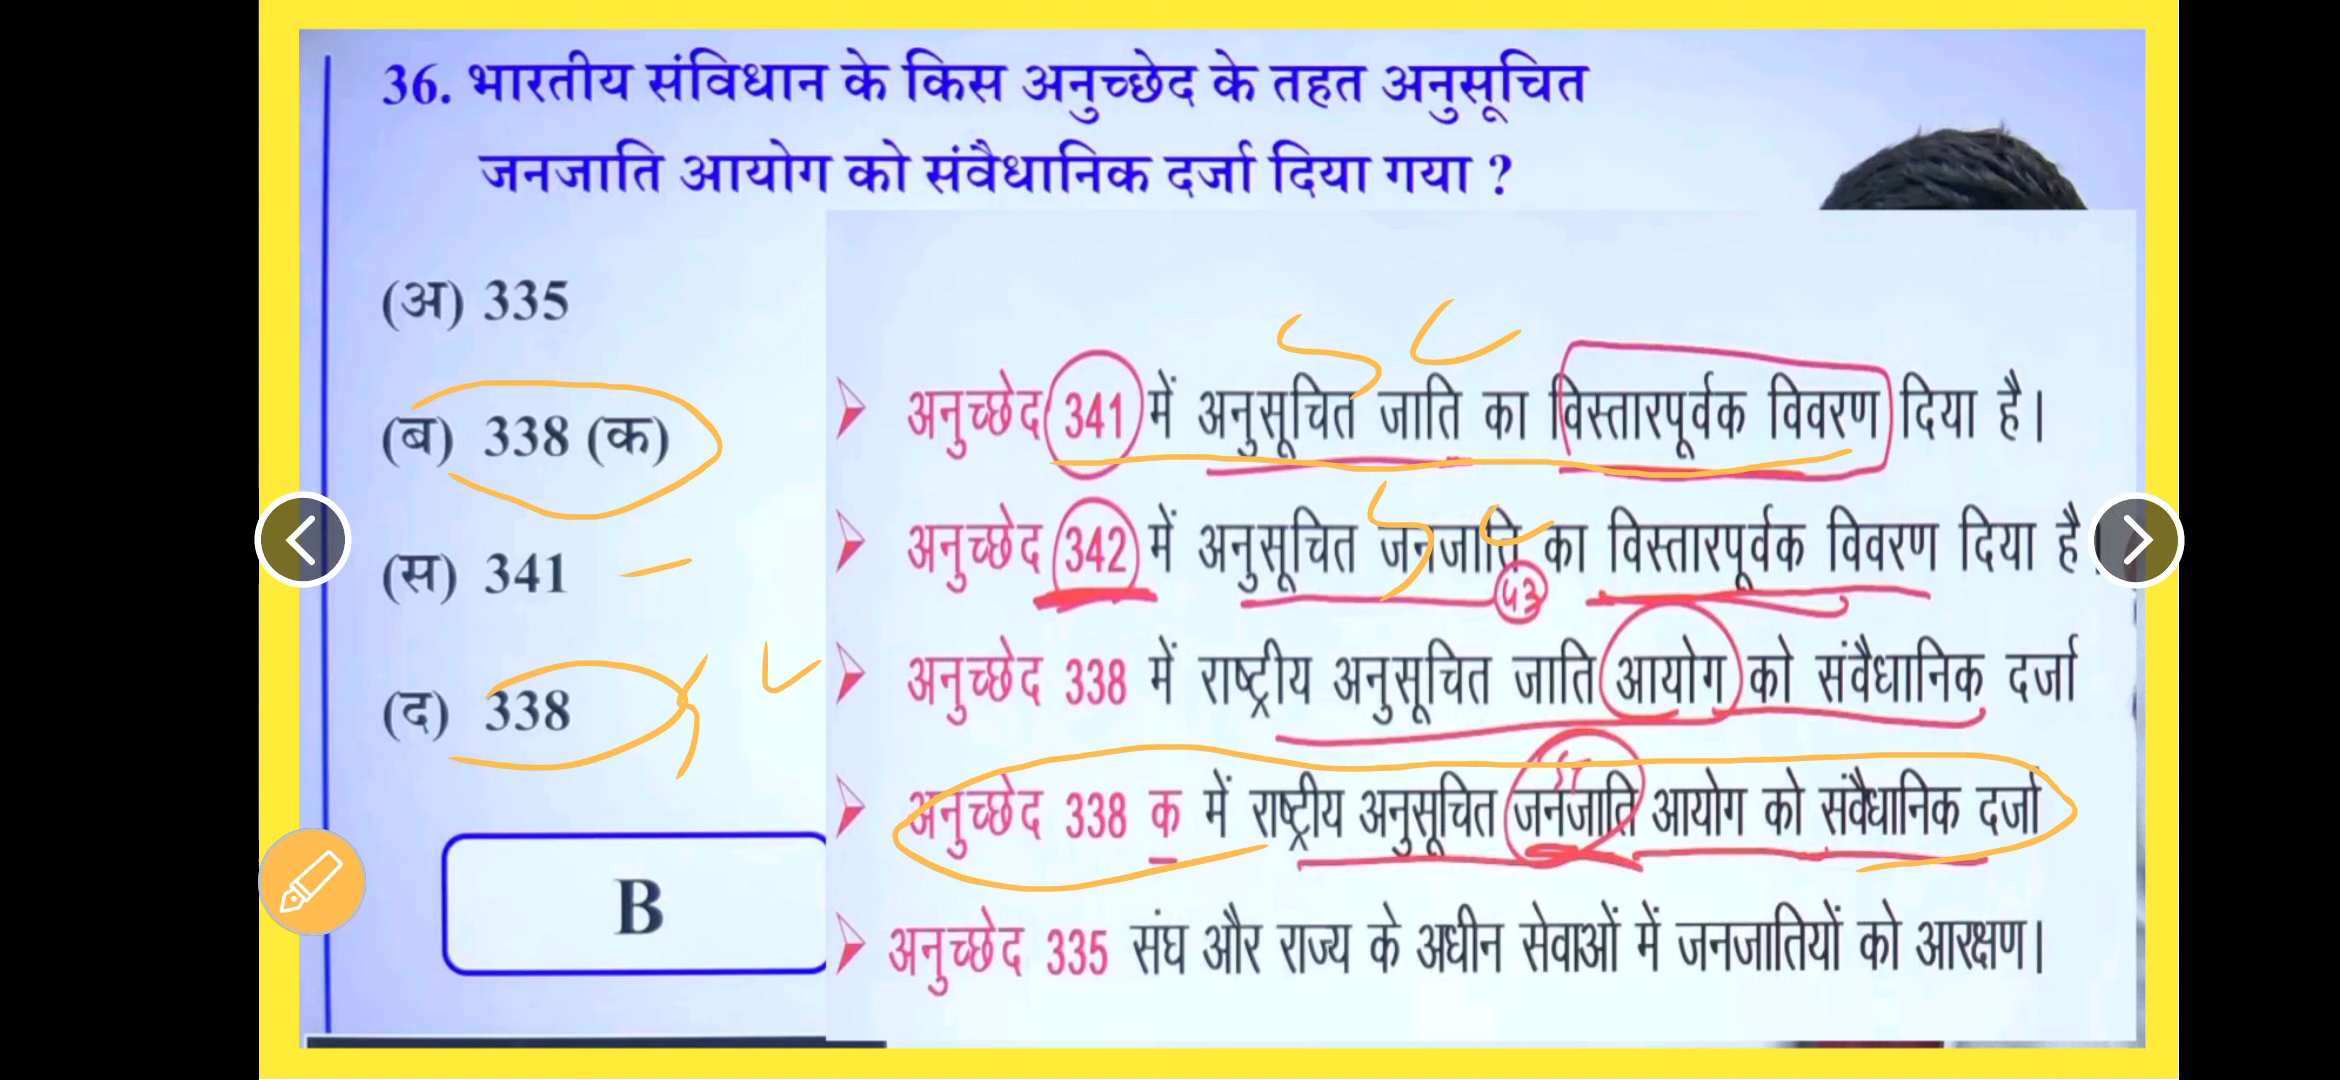 36. भारतीय संविधान के किस अनुच्छेद के तहत अनुसूचित
जनजाति आयोग को संवैधानिक दर्जा दिया गया ?
(अ) 335
(ब) 338 (क)
(स) 341
(द) 338
B
S C
अनुच्छेद 341 में अनुसूचित जाति का विस्तारपूर्वक विवरण दिया है।
S C
अनुच्छेद 342 में अनुसूचित जनजाति का विस्तारपूर्वक विवरण दिया है।
43
अनुच्छेद 338 में राष्ट्रीय अनुसूचित जाति आयोग को संवैधानिक दर्जा
अनुच्छेद 338 क में राष्ट्रीय अनुसूचित जनजाति आयोग को संवैधानिक दर्जा
अनुच्छेद 335 संघ और राज्य के अधीन सेवाओं में जनजातियों को आरक्षण।